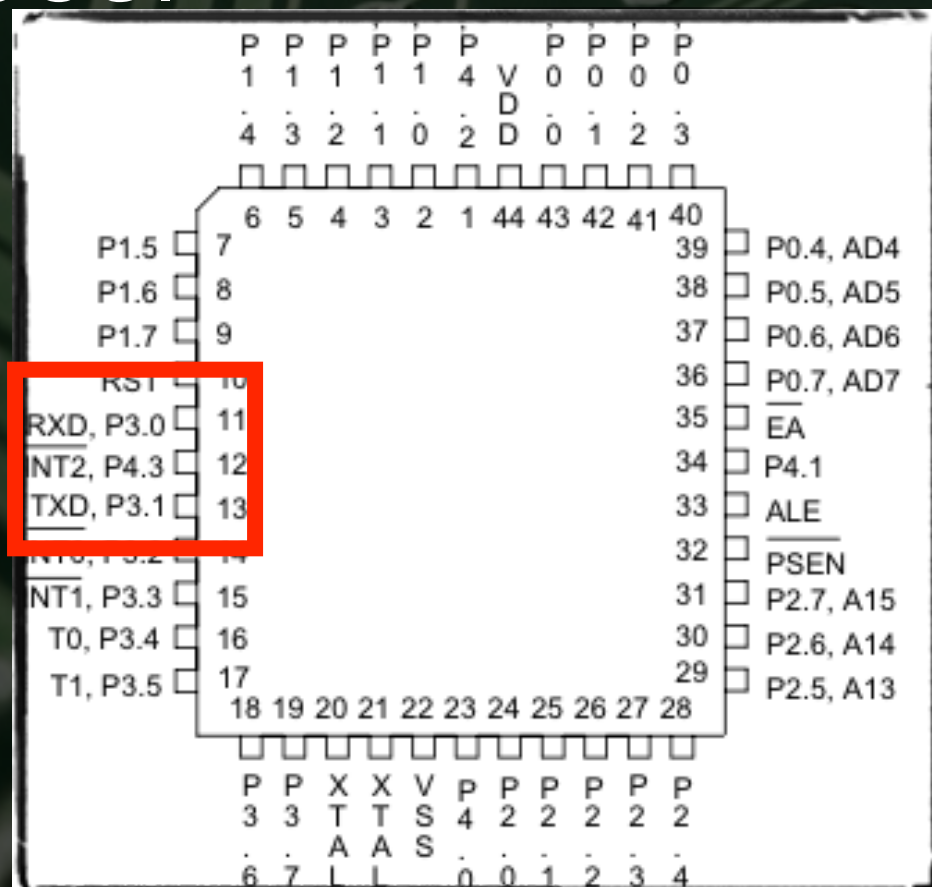 P1.4 P1.3 P1.2 P1.1 P1.0 P4.2 VDD P0.0 P0.1 P0.2 P0.3
6 5 4 3 2 1 44 43 42 41 40
P1.5 7 39 P0.4, AD4
P1.6 8 38 P0.5, AD5
P1.7 9 37 P0.6, AD6
RST 10 36 P0.7, AD7
RXD, P3.0 11 35 EA
INT2, P4.3 12 34 P4.1
TXD, P3.1 13 33 ALE
P3.2 14 32 PSEN
INT1, P3.3 15 31 P2.7, A15
T0, P3.4 16 30 P2.6, A14
T1, P3.5 17 29 P2.5, A13
18 19 20 21 22 23 24 25 26 27 28
P3.6 P3.7 XTAL XTAL VSS P4.0 P2.0 P2.1 P2.2 P2.3 P2.4